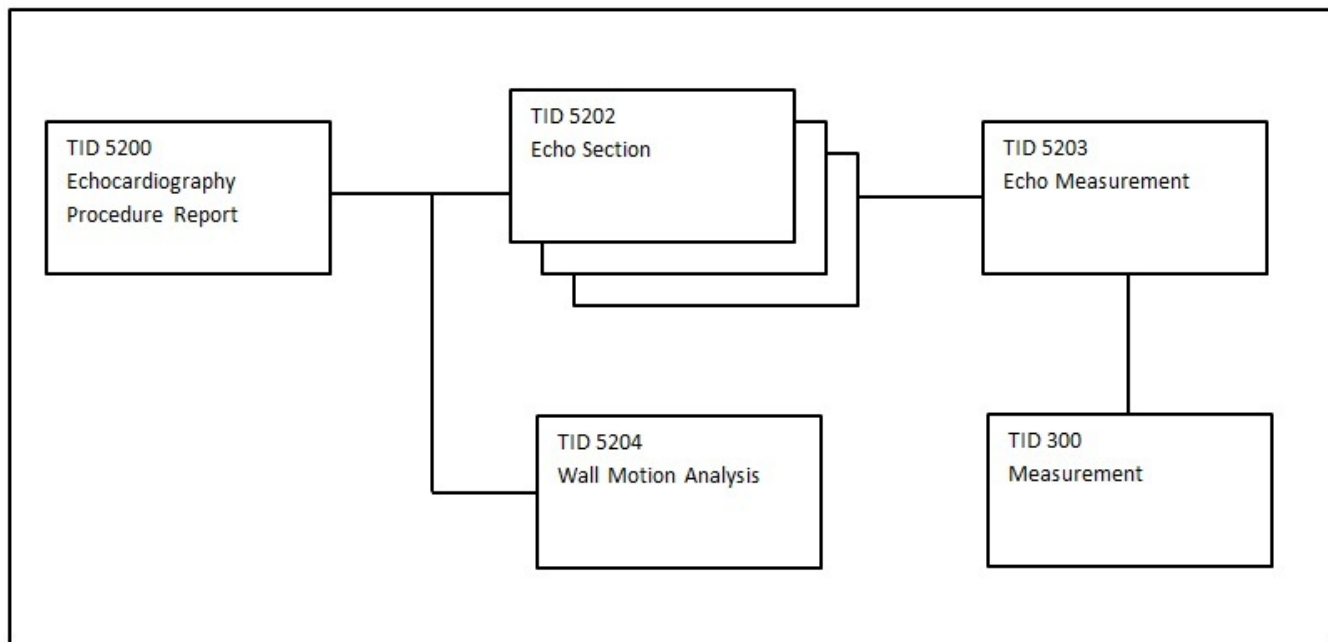 TID 5200
Echocardiography
Procedure Report
TID 5202
Echo Section
TID 5203
Echo Measurement
TID 5204
Wall Motion Analysis
TID 300
Measurement